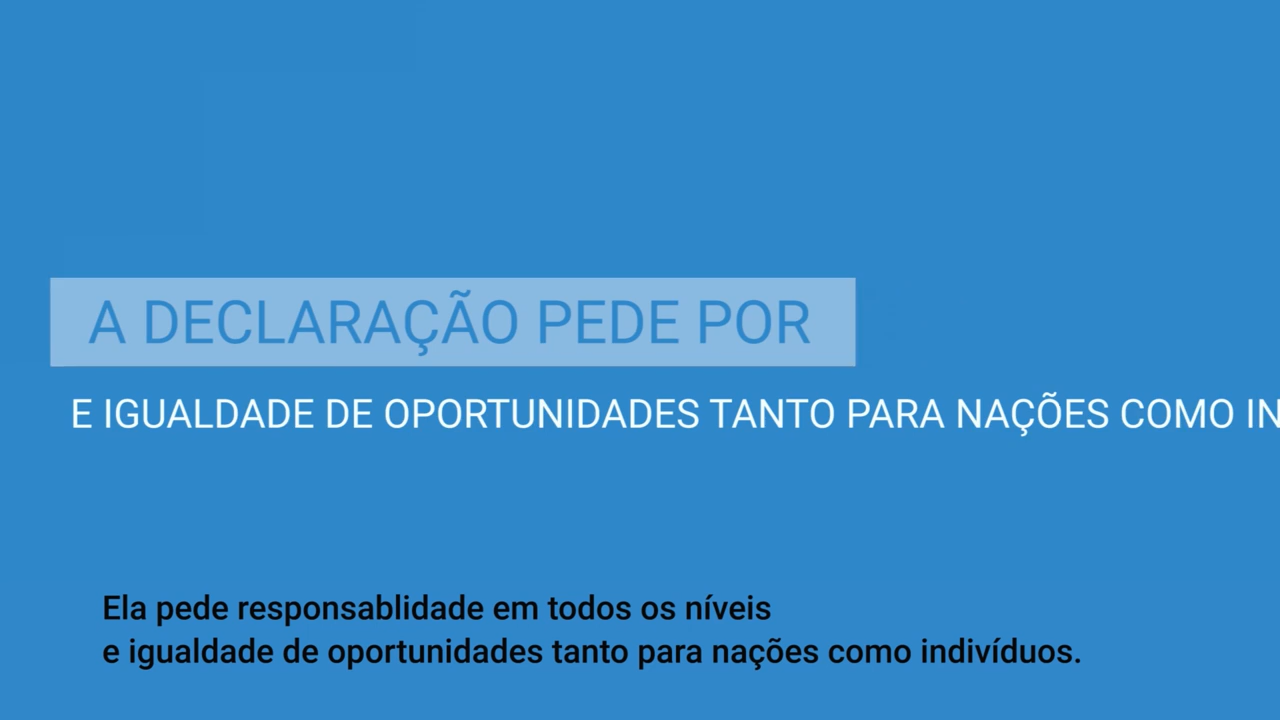 A DECLARAÇÃO PEDE POR
E IGUALDADE DE OPORTUNIDADES TANTO PARA NAÇÕES COMO IN
Ela pede responsablidade em todos os níveis
e igualdade de oportunidades tanto para nações como indivíduos.